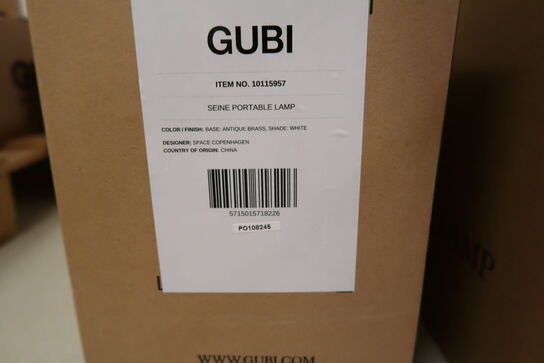 GUBI
ITEM NO. 10115957
SEINE PORTABLE LAMP
COLOR / FINISH: BASE: ANTIQUE BRASS, SHADE: WHITE
DESIGNER: SPACE COPENHAGEN
COUNTRY OF ORIGIN: CHINA
5715015718226
PO108245
WWW.GUBI.COM